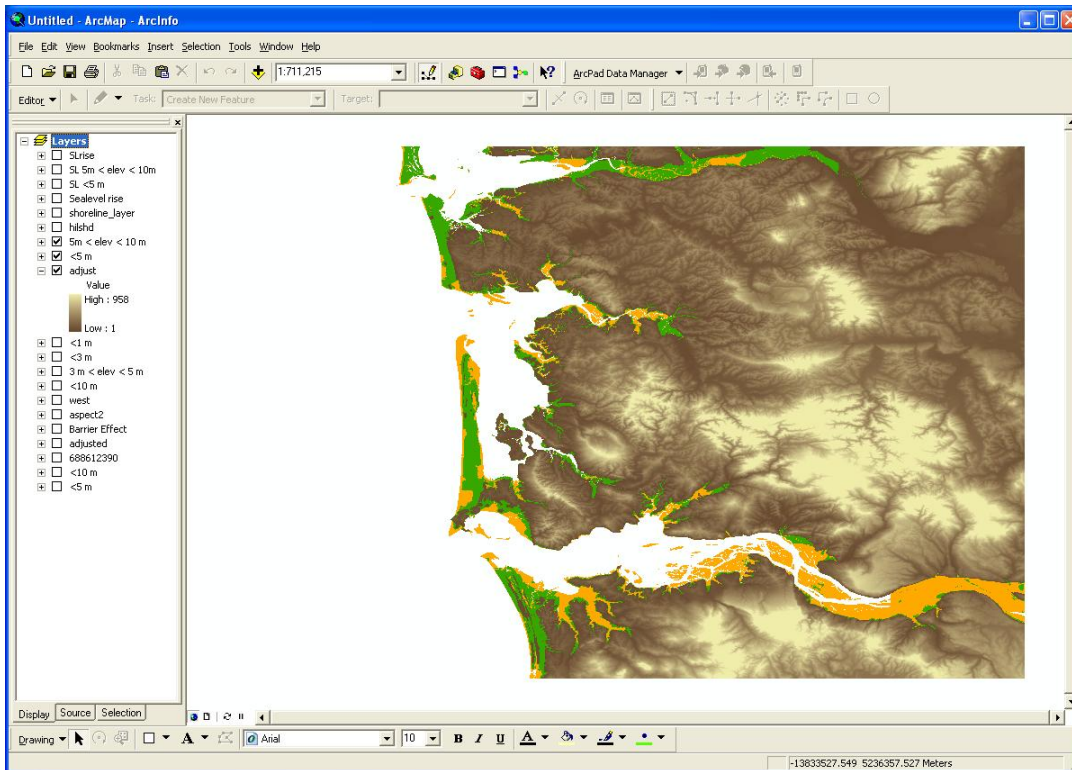 Untitled - ArcMap - ArcInfo
File Edit View Bookmarks Insert Selection Tools Window Help
1:711,215 ArcPad Data Manager
Editor Task: Create New Feature Target:
Layers
SLrise
SL 5m < elev < 10m
SL <5 m
Sealevel rise
shoreline_layer
hilshd
5m < elev < 10 m
<5 m
adjust
Value
High : 958
Low : 1
<1 m
<3 m
3 m < elev < 5 m
<10 m
west
aspect2
Barrier Effect
adjusted
688612390
<10 m
<5 m
Display Source Selection
Drawing A Arial 10 B I U A
-13833527.549 5236357.527 Meters